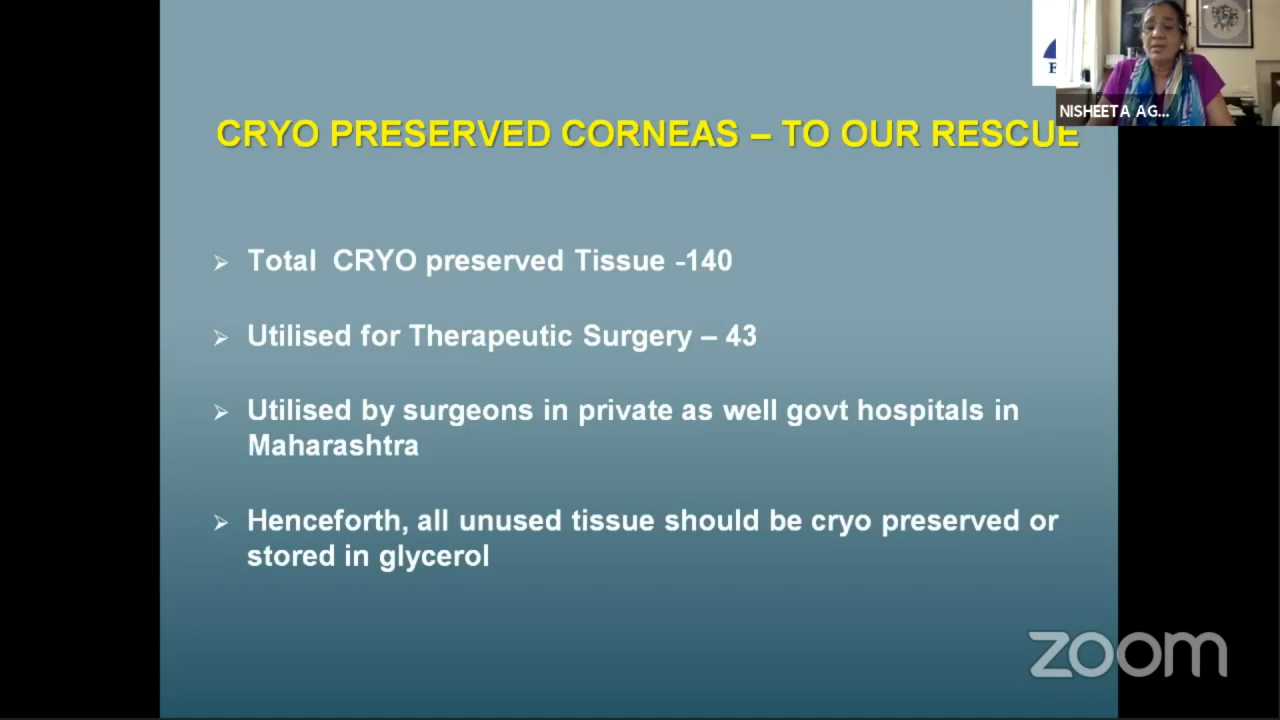 CRYO PRESERVED CORNEAS – TO OUR RESCUE
NISHEETA AG...
➢ Total CRYO preserved Tissue -140
➢ Utilised for Therapeutic Surgery – 43
➢ Utilised by surgeons in private as well govt hospitals in
Maharashtra
➢ Henceforth, all unused tissue should be cryo preserved or
stored in glycerol
zoom